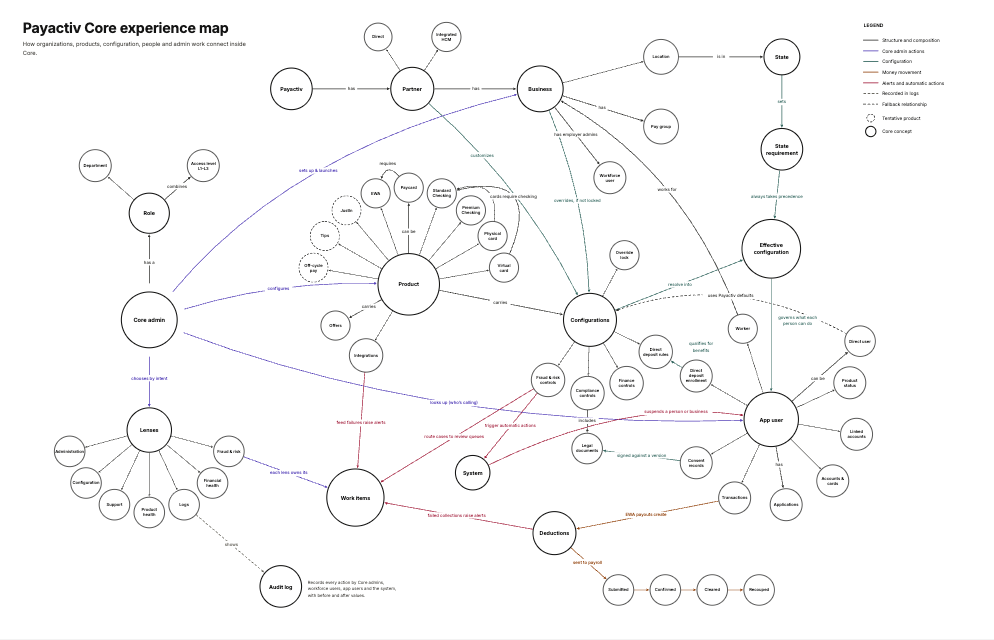 Payactiv Core experience map
How organizations, products, configuration, people and admin work connect inside
Core.
LEGEND
Structure and composition
Core admin actions
Configuration
Money movement
Alerts and automatic actions
Recorded in logs
Fallback relationship
Tentative product
Core concept
Direct
Integrated
HCM
Payactiv
has
Partner
has
Business
Location
is in
State
has
Pay group
sets
has employer admins
State
requirement
Workforce
user
customizes
overrides, if not locked
works for
always takes precedence
Department
Access level
L1–L3
combines
Role
has a
sets up & launches
requires
EWA
Paycard
Standard
Checking
cards require checking
Premium
Checking
Justin
Tips
Physical
card
can be
Off-cycle
pay
Virtual
card
Product
configures
carries
carries
Offers
Integrations
Core admin
Override
lock
Effective
configuration
resolve into
uses Payactiv defaults
Configurations
governs what each
person can do
Worker
Direct user
Direct
deposit rules
qualifies for
benefits
Direct
deposit
enrollment
can be
Product
status
chooses by intent
Fraud & risk
controls
Compliance
controls
Finance
controls
looks up (who's calling)
suspends a person or business
App user
includes
Linked
accounts
Lenses
feed failures raise alerts
trigger automatic actions
route cases to review queues
Administration
Fraud & risk
Legal
documents
signed against a version
Consent
records
has
Configuration
Financial
health
each lens owns its
System
Accounts &
cards
Support
Product
health
Logs
Work items
Transactions
Applications
failed collections raise alerts
EWA payouts create
Deductions
shows
sent to payroll
Audit log
Records every action by Core admins,
workforce users, app users and the system,
with before and after values.
Submitted
Confirmed
Cleared
Recouped